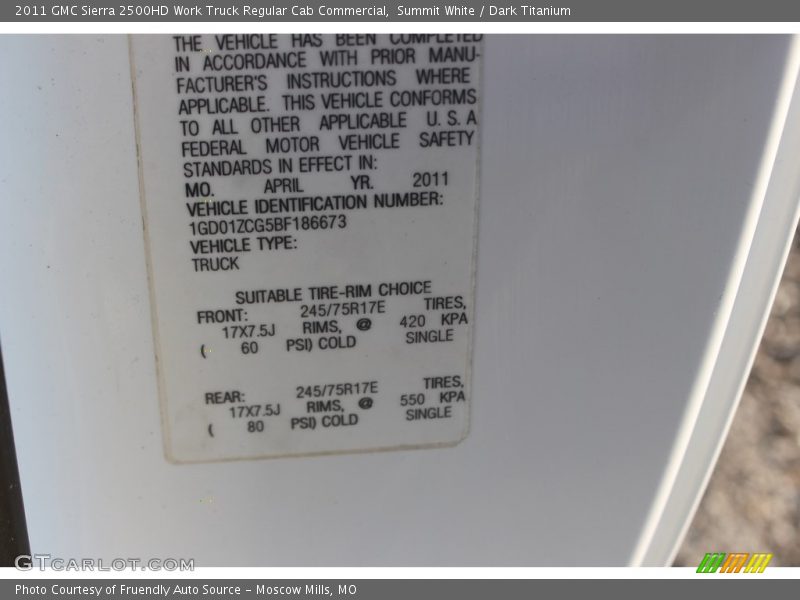 2011 GMC Sierra 2500HD Work Truck Regular Cab Commercial, Summit White / Dark Titanium
THE VEHICLE HAS BEEN COMPLETED
IN ACCORDANCE WITH PRIOR MANU-
FACTURER'S INSTRUCTIONS WHERE
APPLICABLE. THIS VEHICLE CONFORMS
TO ALL OTHER APPLICABLE U. S. A
FEDERAL MOTOR VEHICLE SAFETY
STANDARDS IN EFFECT IN:
MO. APRIL YR. 2011
VEHICLE IDENTIFICATION NUMBER:
1GD01ZCG5BF186673
VEHICLE TYPE:
TRUCK
SUITABLE TIRE-RIM CHOICE
FRONT: 245/75R17E TIRES,
17X7.5J RIMS, @ 420 KPA
( 60 PSI) COLD SINGLE
REAR: 245/75R17E TIRES,
17X7.5J RIMS, @ 550 KPA
( 80 PSI) COLD SINGLE
GTCARLOT.COM
Photo Courtesy of Fruendly Auto Source - Moscow Mills, MO